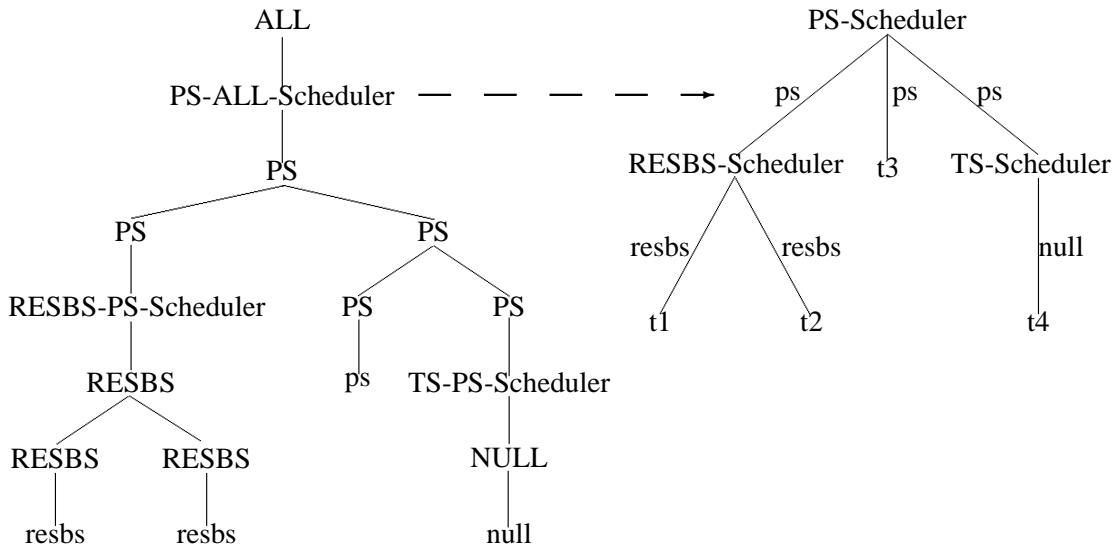 ALL
PS-Scheduler
PS-ALL-Scheduler
ps ps ps
PS
RESBS-Scheduler t3 TS-Scheduler
PS PS
resbs resbs null
RESBS-PS-Scheduler PS PS
t1 t2 t4
RESBS ps TS-PS-Scheduler
RESBS RESBS NULL
resbs resbs null